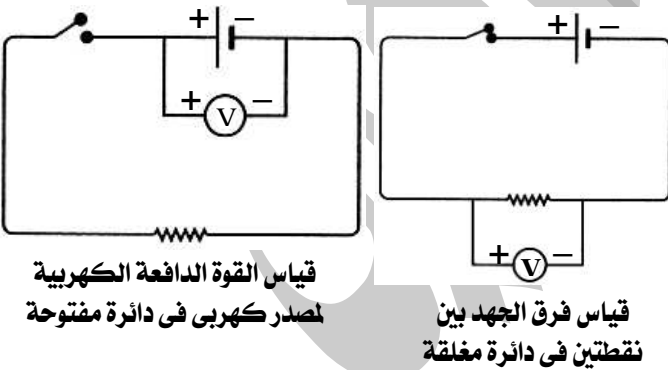 + −
+ V −
قياس القوة الدافعة الكهربية
لمصدر كهربى فى دائرة مفتوحة
+ −
+ V −
قياس فرق الجهد بين
نقطتين فى دائرة مغلقة